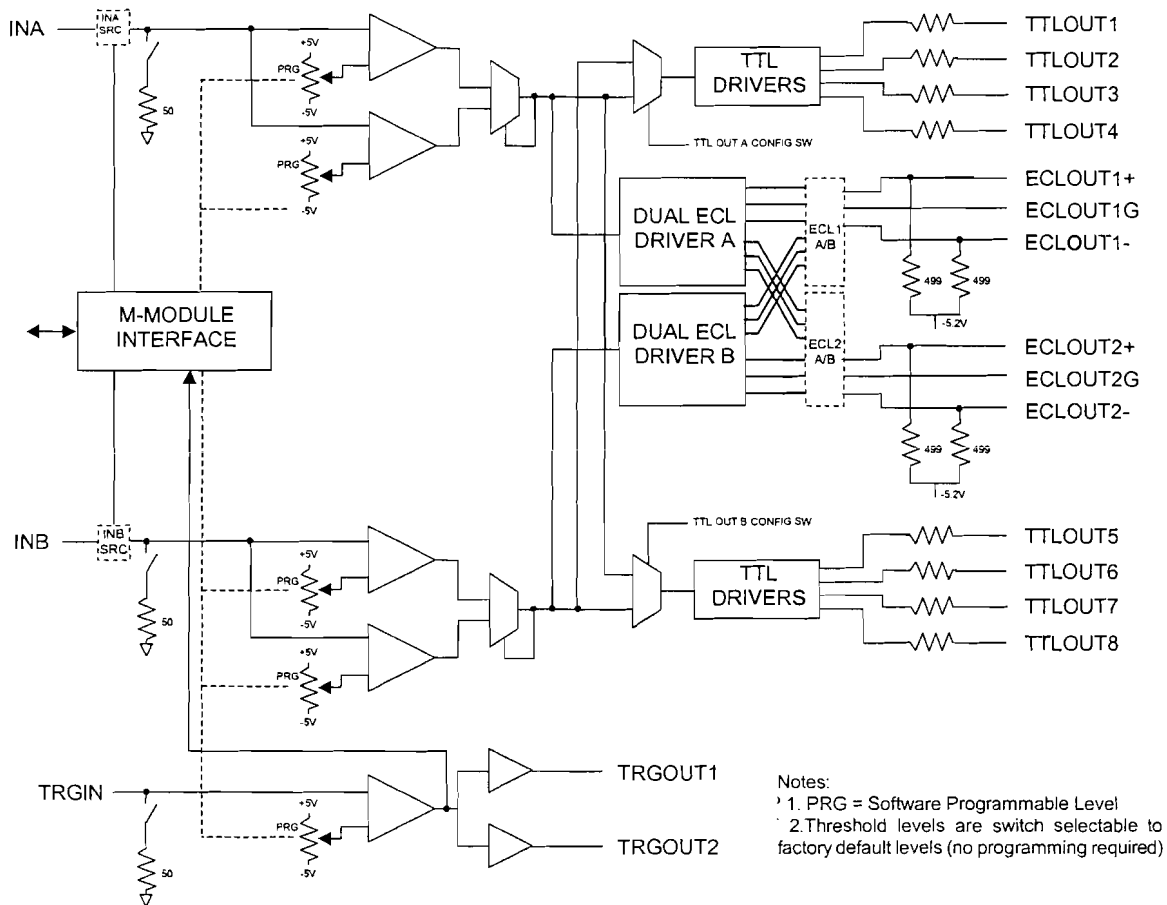 INA
INA
SRC
50
+5V
PRG
-5V
+5V
PRG
-5V
TTL OUT A CONFIG SW
TTL
DRIVERS
TTLOUT1
TTLOUT2
TTLOUT3
TTLOUT4
DUAL ECL
DRIVER A
ECL1
A/B
ECLOUT1+
ECLOUT1G
ECLOUT1-
499
499
-5.2V
M-MODULE
INTERFACE
DUAL ECL
DRIVER B
ECL2
A/B
ECLOUT2+
ECLOUT2G
ECLOUT2-
499
499
-5.2V
INB
INB
SRC
50
+5V
PRG
-5V
+5V
PRG
-5V
TTL OUT B CONFIG SW
TTL
DRIVERS
TTLOUT5
TTLOUT6
TTLOUT7
TTLOUT8
TRGIN
50
+5V
PRG
-5V
TRGOUT1
TRGOUT2
Notes:
1. PRG = Software Programmable Level
2.Threshold levels are switch selectable to
factory default levels (no programming required)